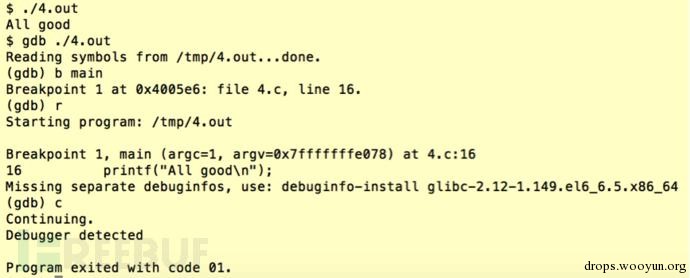 $ ./4.out
All good
$ gdb ./4.out
Reading symbols from /tmp/4.out...done.
(gdb) b main
Breakpoint 1 at 0x4005e6: file 4.c, line 16.
(gdb) r
Starting program: /tmp/4.out
Breakpoint 1, main (argc=1, argv=0x7fffffffe078) at 4.c:16
16 printf("All good\n");
Missing separate debuginfos, use: debuginfo-install glibc-2.12-1.149.el6_6.5.x86_64
(gdb) c
Continuing.
Debugger detected
FREEBUF
Program exited with code 01.
drops.wooyun.org